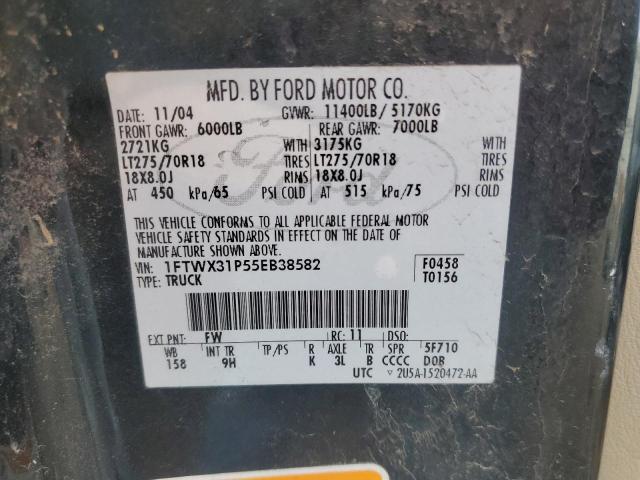 MFD. BY FORD MOTOR CO.
DATE: 11/04 GVWR: 11400LB/ 5170KG
FRONT GAWR: 6000LB REAR GAWR: 7000LB
2721KG WITH 3175KG WITH
LT275/70R18 TIRES LT275/70R18 TIRES
18X8.0J RIMS 18X8.0J RIMS
AT 450 kPa/65 PSI COLD AT 515 kPa/75 PSI COLD
THIS VEHICLE CONFORMS TO ALL APPLICABLE FEDERAL MOTOR
VEHICLE SAFETY STANDARDS IN EFFECT ON THE DATE OF
MANUFACTURE SHOWN ABOVE.
VIN: 1FTWX31P55EB38582 F0458
TYPE: TRUCK T0156
EXT PNT: FW RC: 11 DSO:
WB INT TR TP/PS R AXLE TR SPR 5F710
158 9H K 3L B CCCC DOB
UTC 2U5A-1520472-AA
Ford